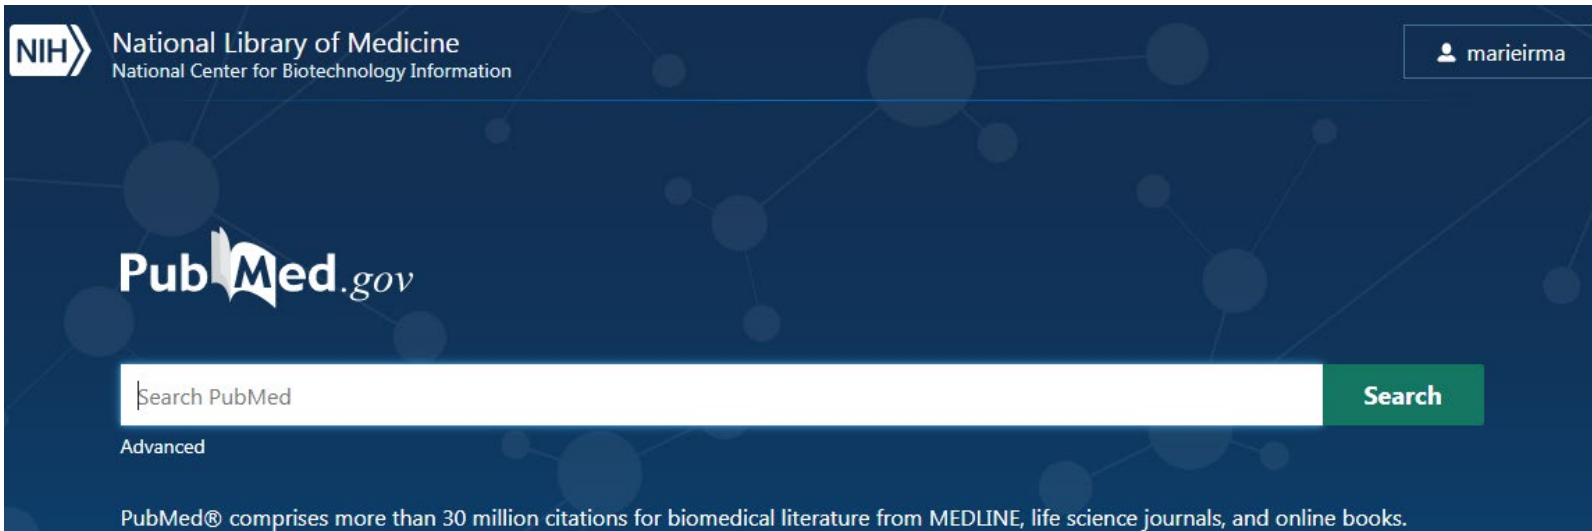 NIH
National Library of Medicine
National Center for Biotechnology Information
marieirma
PubMed.gov
Search PubMed
Search
Advanced
PubMed® comprises more than 30 million citations for biomedical literature from MEDLINE, life science journals, and online books.